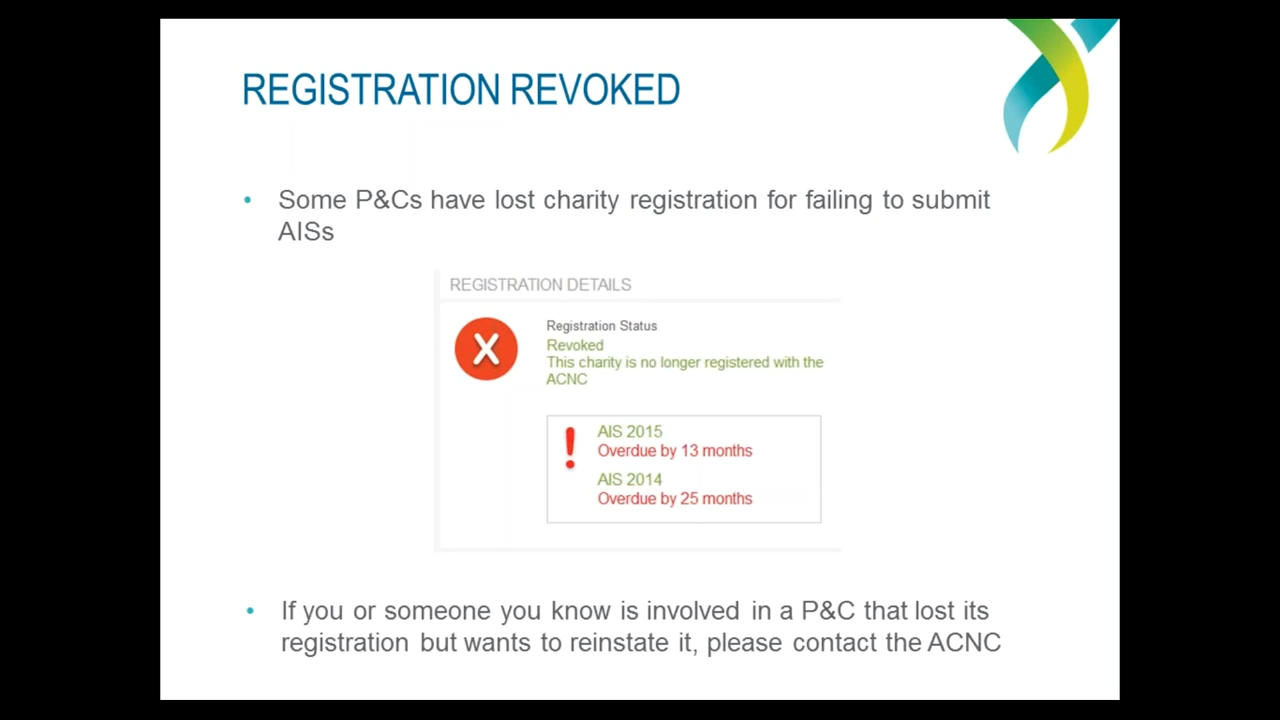 REGISTRATION REVOKED
• Some P&Cs have lost charity registration for failing to submit
AISs
REGISTRATION DETAILS
X
Registration Status
Revoked
This charity is no longer registered with the
ACNC
!
AIS 2015
Overdue by 13 months
AIS 2014
Overdue by 25 months
• If you or someone you know is involved in a P&C that lost its
registration but wants to reinstate it, please contact the ACNC